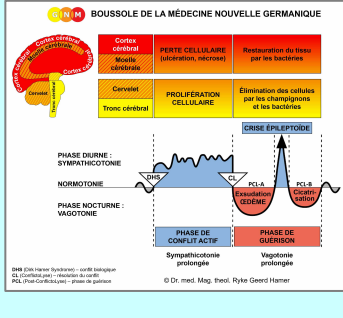 GNM BOUSSOLE DE LA MÉDECINE NOUVELLE GERMANIQUE
Cortex cérébral
Moelle cérébrale
Cortex cérébral
Cortex cérébral
Cervelet
Tronc cérébral
Cortex
cérébral
Moelle
cérébrale
PERTE CELLULAIRE
(ulcération, nécrose)
Restauration du tissu
par les bactéries
Cervelet
Tronc cérébral
PROLIFÉRATION
CELLULAIRE
Élimination des cellules
par les champignons
et les bactéries
CRISE ÉPILEPTOÏDE
PHASE DIURNE :
SYMPATHICOTONIE
NORMOTONIE
PHASE NOCTURNE :
VAGOTONIE
DHS
CL
PCL-A
PCL-B
Exsudation
ŒDÈME
Cicatri-
sation
PHASE DE
CONFLIT ACTIF
PHASE DE
GUÉRISON
Sympathicotonie
prolongée
Vagotonie
prolongée
DHS (Dirk Hamer Syndrome) – conflit biologique
CL (Conflictolyse) – résolution du conflit
PCL (Post-ConflictoLyse) – phase de guérison
© Dr. med. Mag. theol. Ryke Geerd Hamer